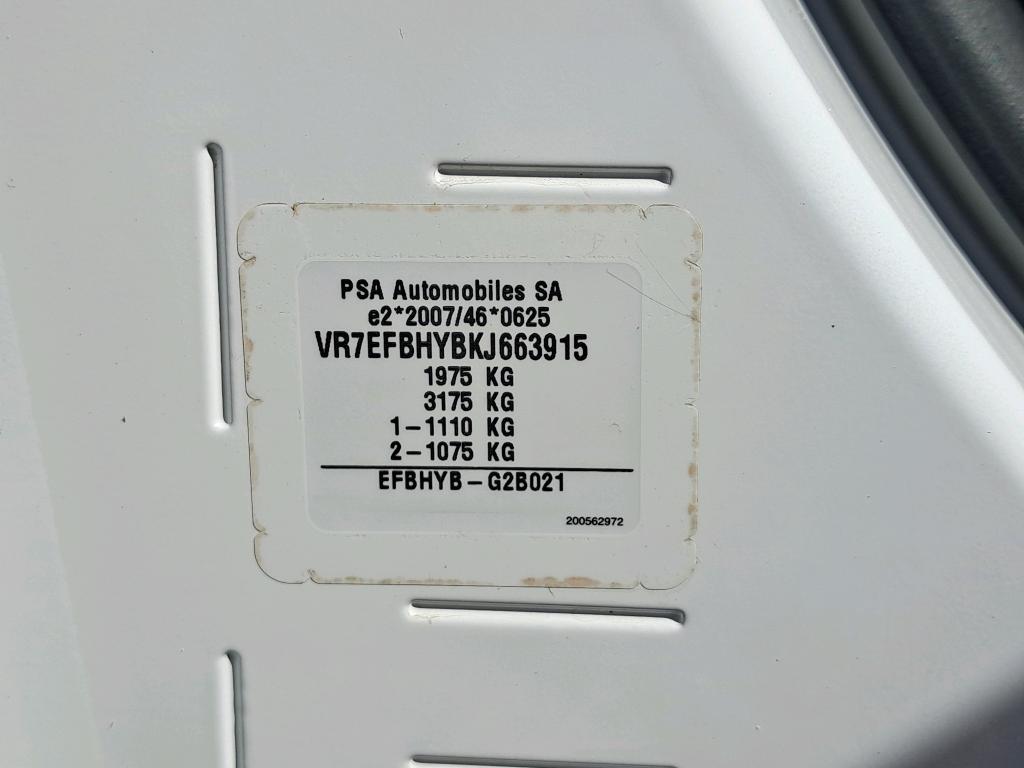 PSA Automobiles SA
e2*2007/46*0625
VR7EFBHYBKJ663915
1975 KG
3175 KG
1-1110 KG
2-1075 KG
EFBHYB-G2B021
200562972